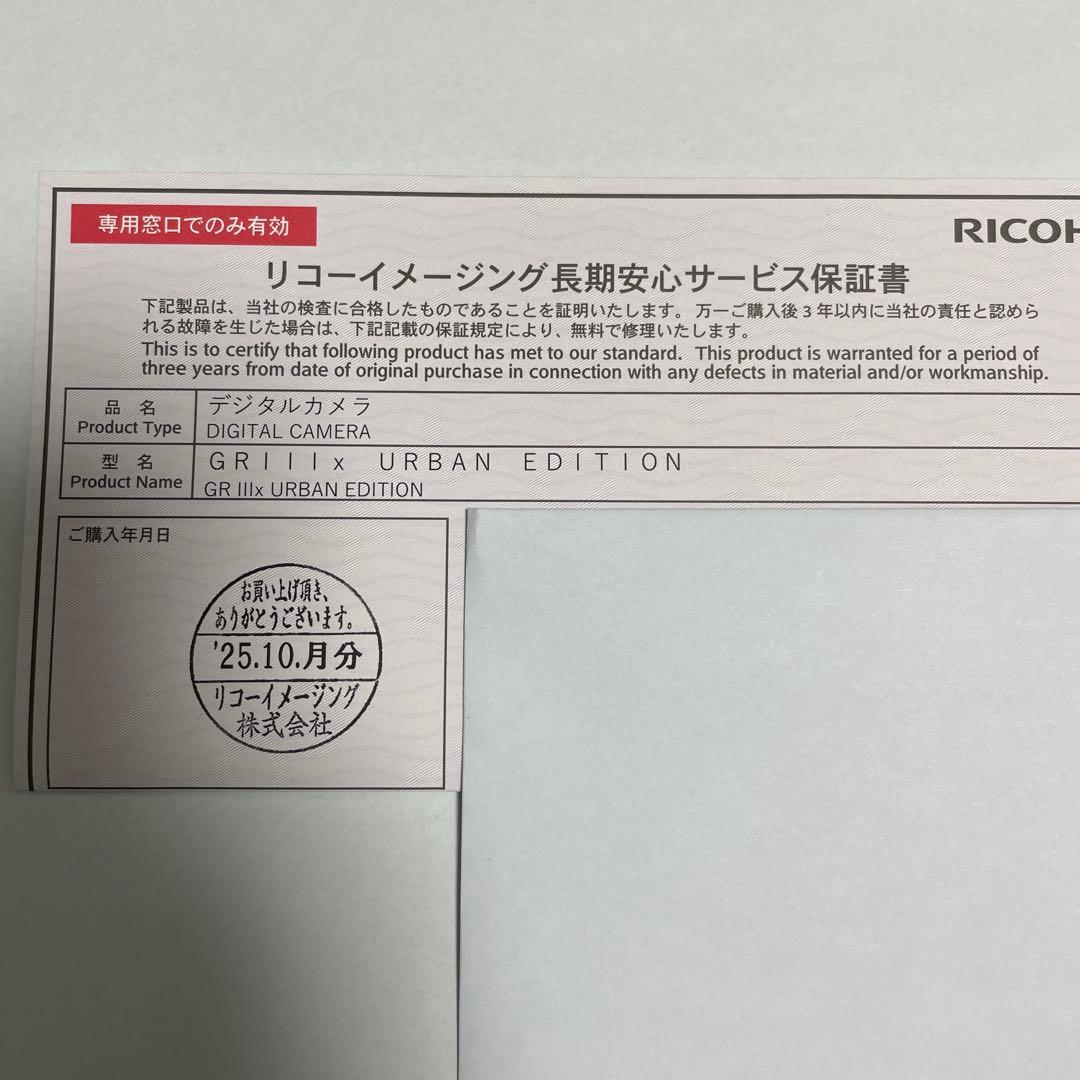 専用窓口でのみ有効
RICOH
リコーイメージング長期安心サービス保証書
下記製品は、当社の検査に合格したものであることを証明いたします。万一ご購入後3年以内に当社の責任と認めら
れる故障を生じた場合は、下記記載の保証規定により、無料で修理いたします。
This is to certify that following product has met to our standard. This product is warranted for a period of
three years from date of original purchase in connection with any defects in material and/or workmanship.
品 名 デジタルカメラ
Product Type DIGITAL CAMERA
型 名 GRIIIx URBAN EDITION
Product Name GR IIIx URBAN EDITION
ご購入年月日
お買い上げ頂き、
ありがとうございます。
'25.10.月分
リコーイメージング
株式会社